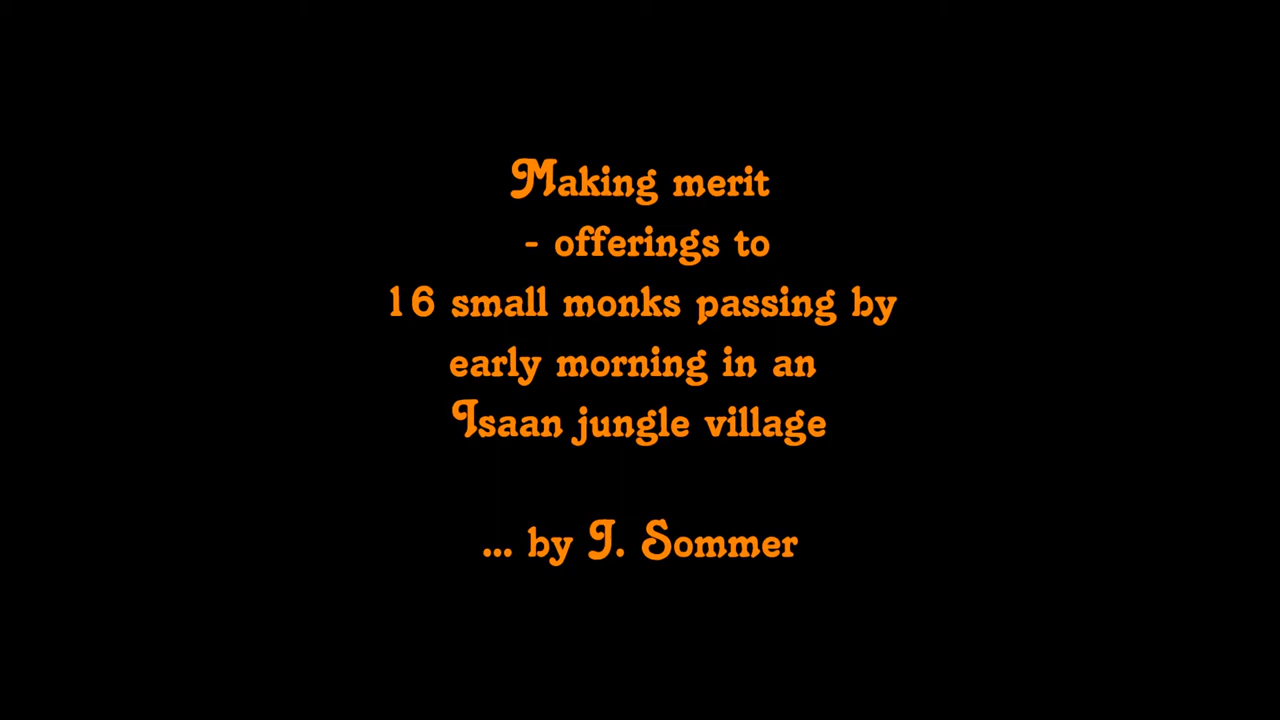 Making merit
- offerings to
16 small monks passing by
early morning in an
Isaan jungle village
... by I. Sommer